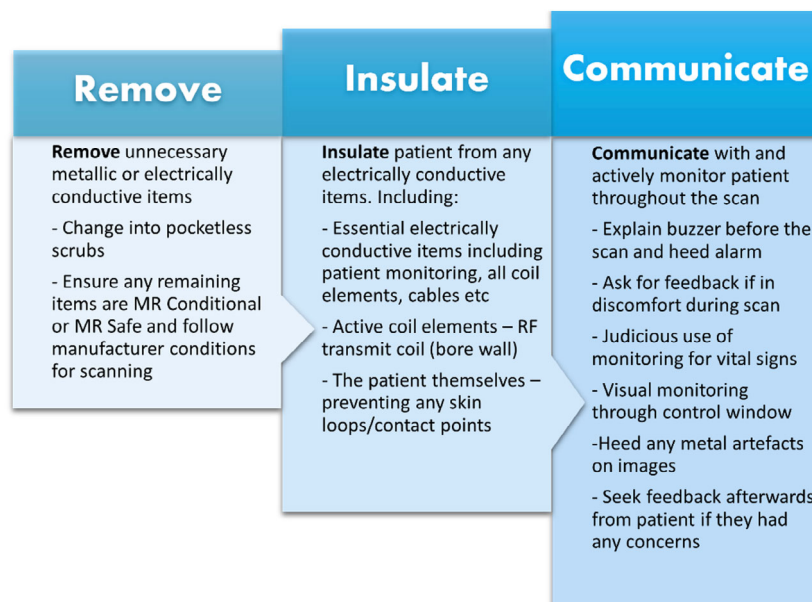 Remove
Remove unnecessary
metallic or electrically
conductive items
- Change into pocketless
scrubs
- Ensure any remaining
items are MR Conditional
or MR Safe and follow
manufacturer conditions
for scanning
Insulate
Insulate patient from any
electrically conductive
items. Including:
- Essential electrically
conductive items including
patient monitoring, all coil
elements, cables etc
- Active coil elements – RF
transmit coil (bore wall)
- The patient themselves –
preventing any skin
loops/contact points
Communicate
Communicate with and
actively monitor patient
throughout the scan
- Explain buzzer before the
scan and heed alarm
- Ask for feedback if in
discomfort during scan
- Judicious use of
monitoring for vital signs
- Visual monitoring
through control window
-Heed any metal artefacts
on images
- Seek feedback afterwards
from patient if they had
any concerns